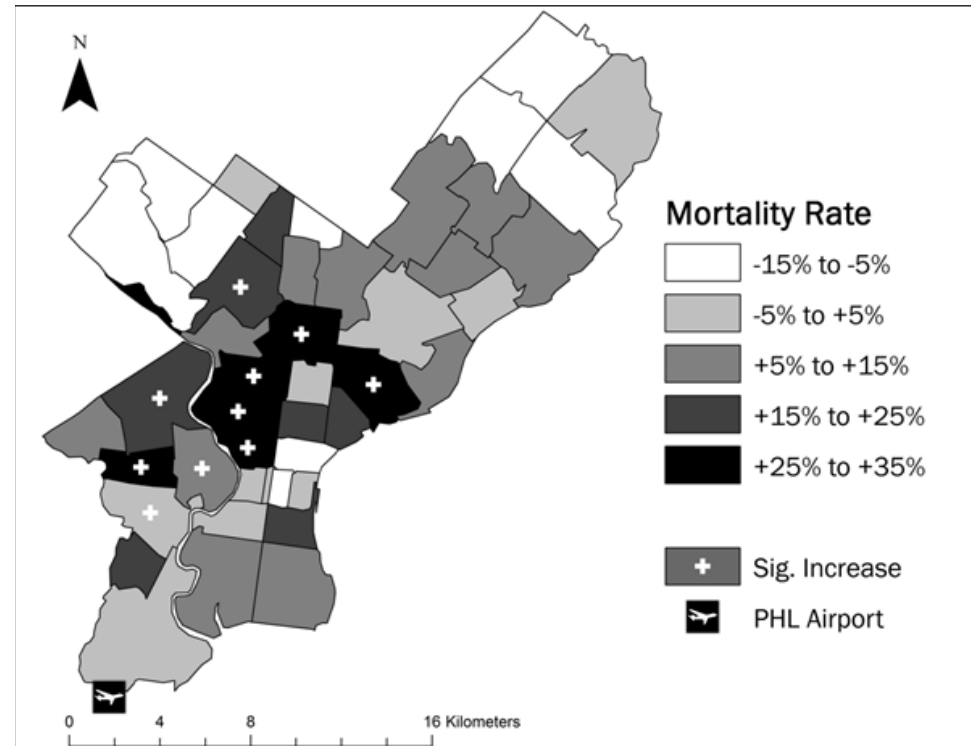 N
Mortality Rate
-15% to -5%
-5% to +5%
+5% to +15%
+15% to +25%
+25% to +35%
Sig. Increase
PHL Airport
0 4 8 16 Kilometers